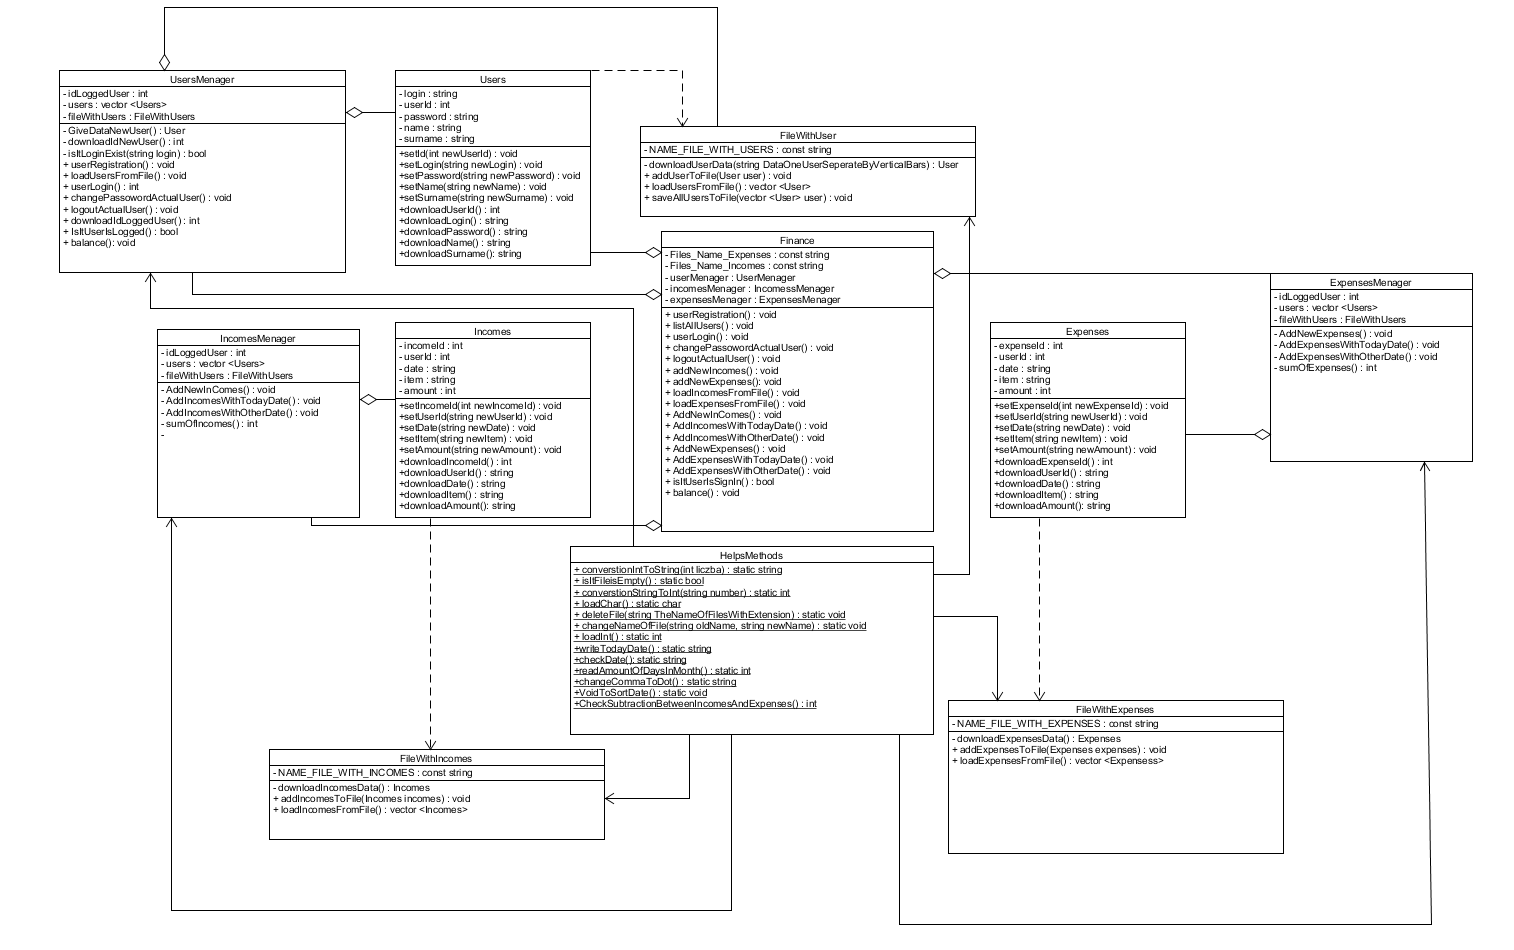 UsersMenager
- idLoggedUser : int
- users : vector <Users>
- fileWithUsers : FileWithUsers
- GiveDataNewUser() : User
- downloadIdNewUser() : int
- isItLoginExist(string login) : bool
+ userRegistration() : void
+ loadUsersFromFile() : void
+ userLogin() : int
+ changePassowordActualUser() : void
+ logoutActualUser() : void
+ downloadIdLoggedUser() : int
+ IsItUserIsLogged() : bool
+ balance(): void
Users
- login : string
- userId : int
- password : string
- name : string
- surname : string
+setId(int newUserId) : void
+setLogin(string newLogin) : void
+setPassword(string newPassword) : void
+setName(string newName) : void
+setSurname(string newSurname) : void
+downloadUserId() : int
+downloadLogin() : string
+downloadPassword() : string
+downloadName() : string
+downloadSurname(): string
FileWithUser
- NAME_FILE_WITH_USERS : const string
- downloadUserData(string DataOneUserSeperateByVerticalBars) : User
+ addUserToFile(User user) : void
+ loadUsersFromFile() : vector <User>
+ saveAllUsersToFile(vector <User> user) : void
Finance
- Files_Name_Expenses : const string
- Files_Name_Incomes : const string
- userMenager : UserMenager
- incomesMenager : IncomessMenager
- expensesMenager : ExpensesMenager
+ userRegistration() : void
+ listAllUsers() : void
+ userLogin() : void
+ changePassowordActualUser() : void
+ logoutActualUser() : void
+ addNewIncomes() : void
+ addNewExpenses(): void
+ loadIncomesFromFile() : void
+ loadExpensesFromFile() : void
+ AddNewInComes() : void
+ AddIncomesWithTodayDate() : void
+ AddIncomesWithOtherDate() : void
+ AddNewExpenses() : void
+ AddExpensesWithTodayDate() : void
+ AddExpensesWithOtherDate() : void
+ isItUserIsSignIn() : bool
+ balance() : void
ExpensesMenager
- idLoggedUser : int
- users : vector <Users>
- fileWithUsers : FileWithUsers
- AddNewExpenses() : void
- AddExpensesWithTodayDate() : void
- AddExpensesWithOtherDate() : void
- sumOfExpenses() : int
IncomesMenager
- idLoggedUser : int
- users : vector <Users>
- fileWithUsers : FileWithUsers
- AddNewInComes() : void
- AddIncomesWithTodayDate() : void
- AddIncomesWithOtherDate() : void
- sumOfIncomes() : int
-
Incomes
- incomeId : int
- userId : int
- date : string
- item : string
- amount : int
+setIncomeId(int newIncomeId) : void
+setUserId(string newUserId) : void
+setDate(string newDate) : void
+setItem(string newItem) : void
+setAmount(string newAmount) : void
+downloadIncomeId() : int
+downloadUserId() : string
+downloadDate() : string
+downloadItem() : string
+downloadAmount(): string
Expenses
- expenseId : int
- userId : int
- date : string
- item : string
- amount : int
+setExpenseId(int newExpenseId) : void
+setUserId(string newUserId) : void
+setDate(string newDate) : void
+setItem(string newItem) : void
+setAmount(string newAmount) : void
+downloadExpenseId() : int
+downloadUserId() : string
+downloadDate() : string
+downloadItem() : string
+downloadAmount(): string
HelpsMethods
+ converstionIntToString(int liczba) : static string
+ isItFileisEmpty() : static bool
+ converstionStringToInt(string number) : static int
+ loadChar() : static char
+ deleteFile(string TheNameOfFilesWithExtension) : static void
+ changeNameOfFile(string oldName, string newName) : static void
+ loadInt() : static int
+writeTodayDate() : static string
+checkDate(): static string
+readAmountOfDaysInMonth() : static int
+changeCommaToDot() : static string
+VoidToSortDate() : static void
+CheckSubtractionBetweenIncomesAndExpenses() : int
FileWithExpenses
- NAME_FILE_WITH_EXPENSES : const string
- downloadExpensesData() : Expenses
+ addExpensesToFile(Expenses expenses) : void
+ loadExpensesFromFile() : vector <Expensess>
FileWithIncomes
- NAME_FILE_WITH_INCOMES : const string
- downloadIncomesData() : Incomes
+ addIncomesToFile(Incomes incomes) : void
+ loadIncomesFromFile() : vector <Incomes>